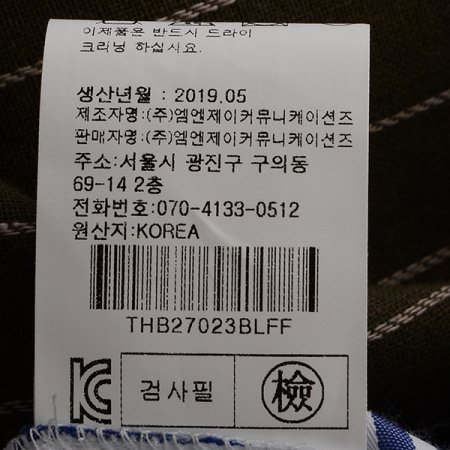 이제품은 반드시 드라이
크리닝 하십시요.
생산년월 : 2019.05
제조자명:(주)엠엔제이커뮤니케이션즈
판매자명:(주)엠엔제이커뮤니케이션즈
주소:서울시 광진구 구의동
69-14 2층
전화번호:070-4133-0512
원산지:KOREA
THB27023BLFF
검사필 檢